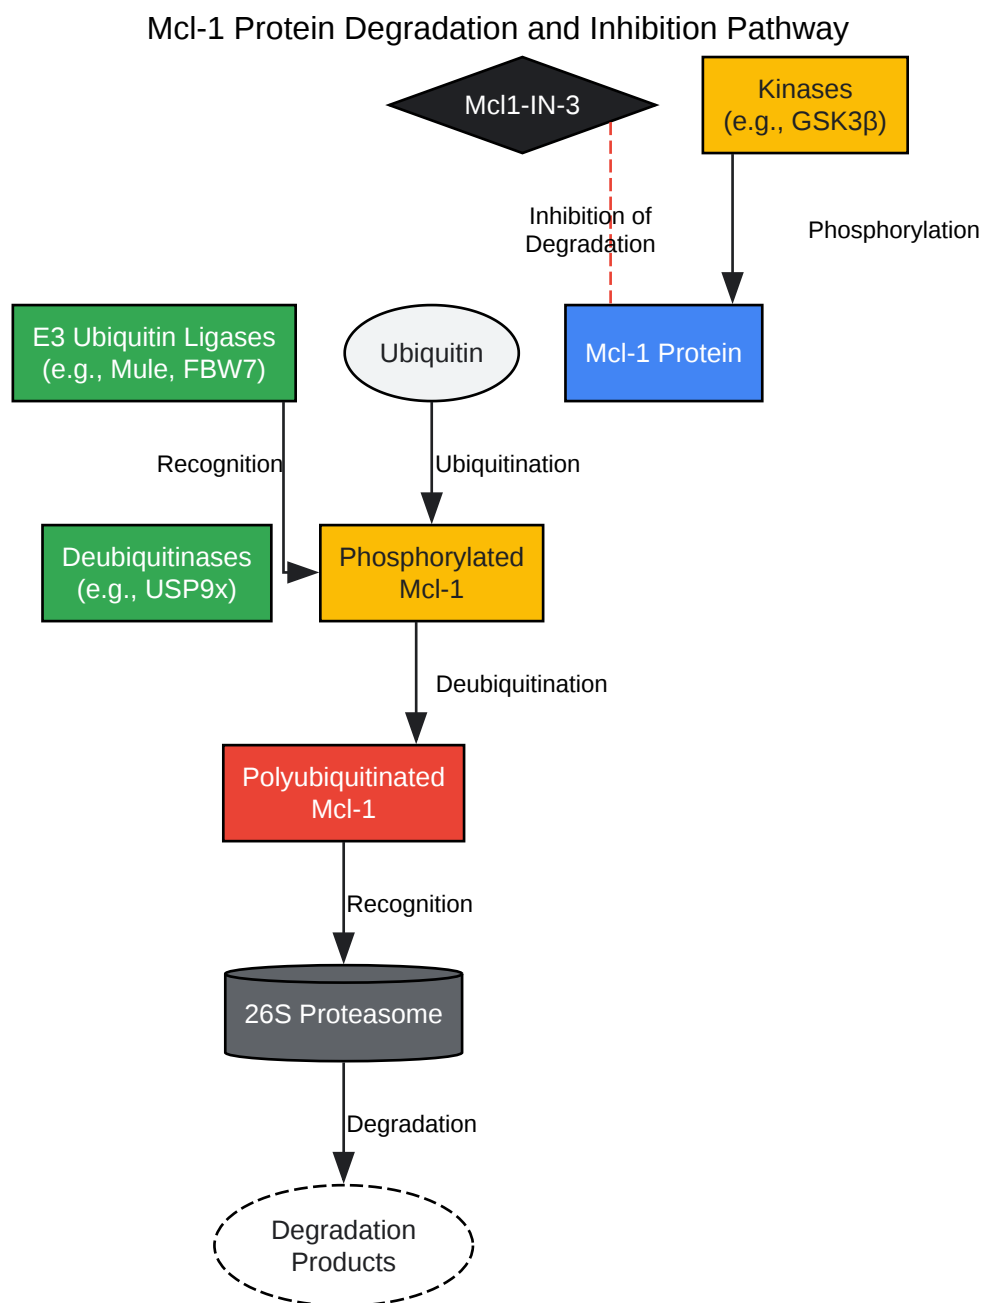 Mcl-1 Protein Degradation and Inhibition Pathway
Mcl1-IN-3
Kinases
(e.g., GSK3β)
Inhibition of
Degradation
Phosphorylation
E3 Ubiquitin Ligases
(e.g., Mule, FBW7)
Ubiquitin
Mcl-1 Protein
Recognition
Ubiquitination
Deubiquitinases
(e.g., USP9x)
Phosphorylated
Mcl-1
Deubiquitination
Polyubiquitinated
Mcl-1
Recognition
26S Proteasome
Degradation
Degradation
Products